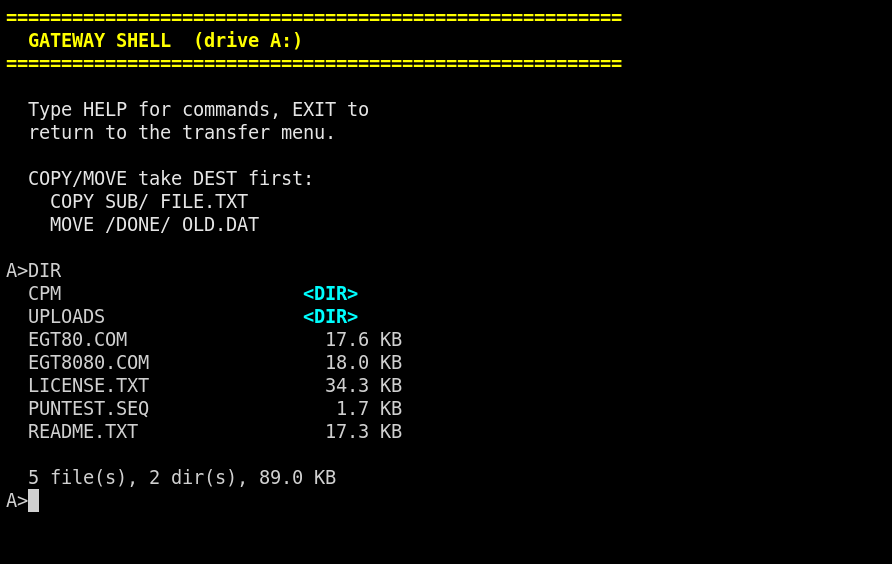 ========================================================
GATEWAY SHELL  (drive A:)
========================================================
Type HELP for commands, EXIT to
return to the transfer menu.
COPY/MOVE take DEST first:
COPY SUB/ FILE.TXT
MOVE /DONE/ OLD.DAT
A>DIR
CPM                      <DIR>
UPLOADS                  <DIR>
EGT80.COM                  17.6 KB
EGT8080.COM                18.0 KB
LICENSE.TXT                34.3 KB
PUNTEST.SEQ                 1.7 KB
README.TXT                 17.3 KB
5 file(s), 2 dir(s), 89.0 KB
A>